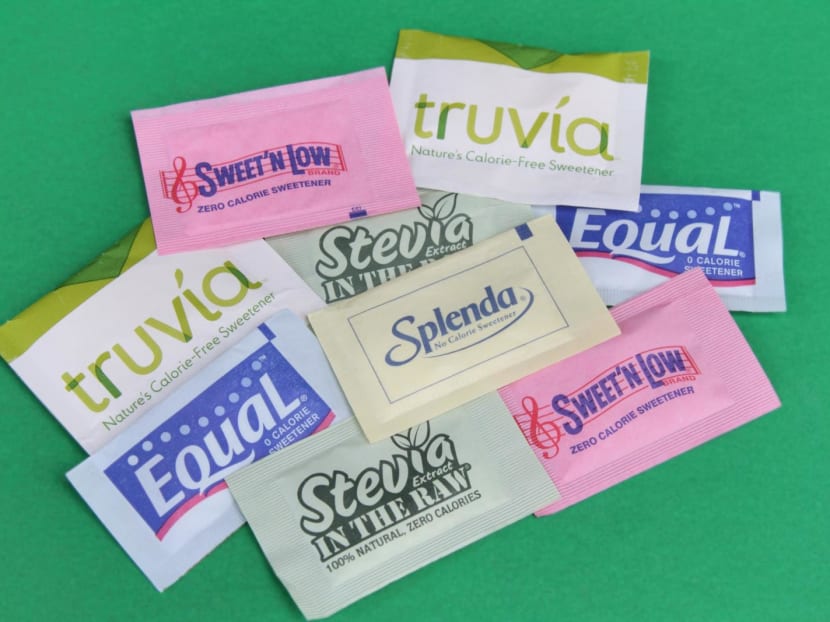 truvía
Nature's Calorie-Free Sweetener
SWEET'N LOW®
BRAND
ZERO CALORIE SWEETENER
Stevia
Extract
IN THE RAW
EQUAL®
0 CALORIE
SWEETENER
Splenda®
No Calorie Sweetener
truvía
Nature's Calorie-Free Sweetener
SWEET'N LOW®
BRAND
ZERO CALORIE SWEETENER
EQUAL®
0 CALORIE
SWEETENER
Stevia
Extract
IN THE RAW®
100% NATURAL, ZERO CALORIES